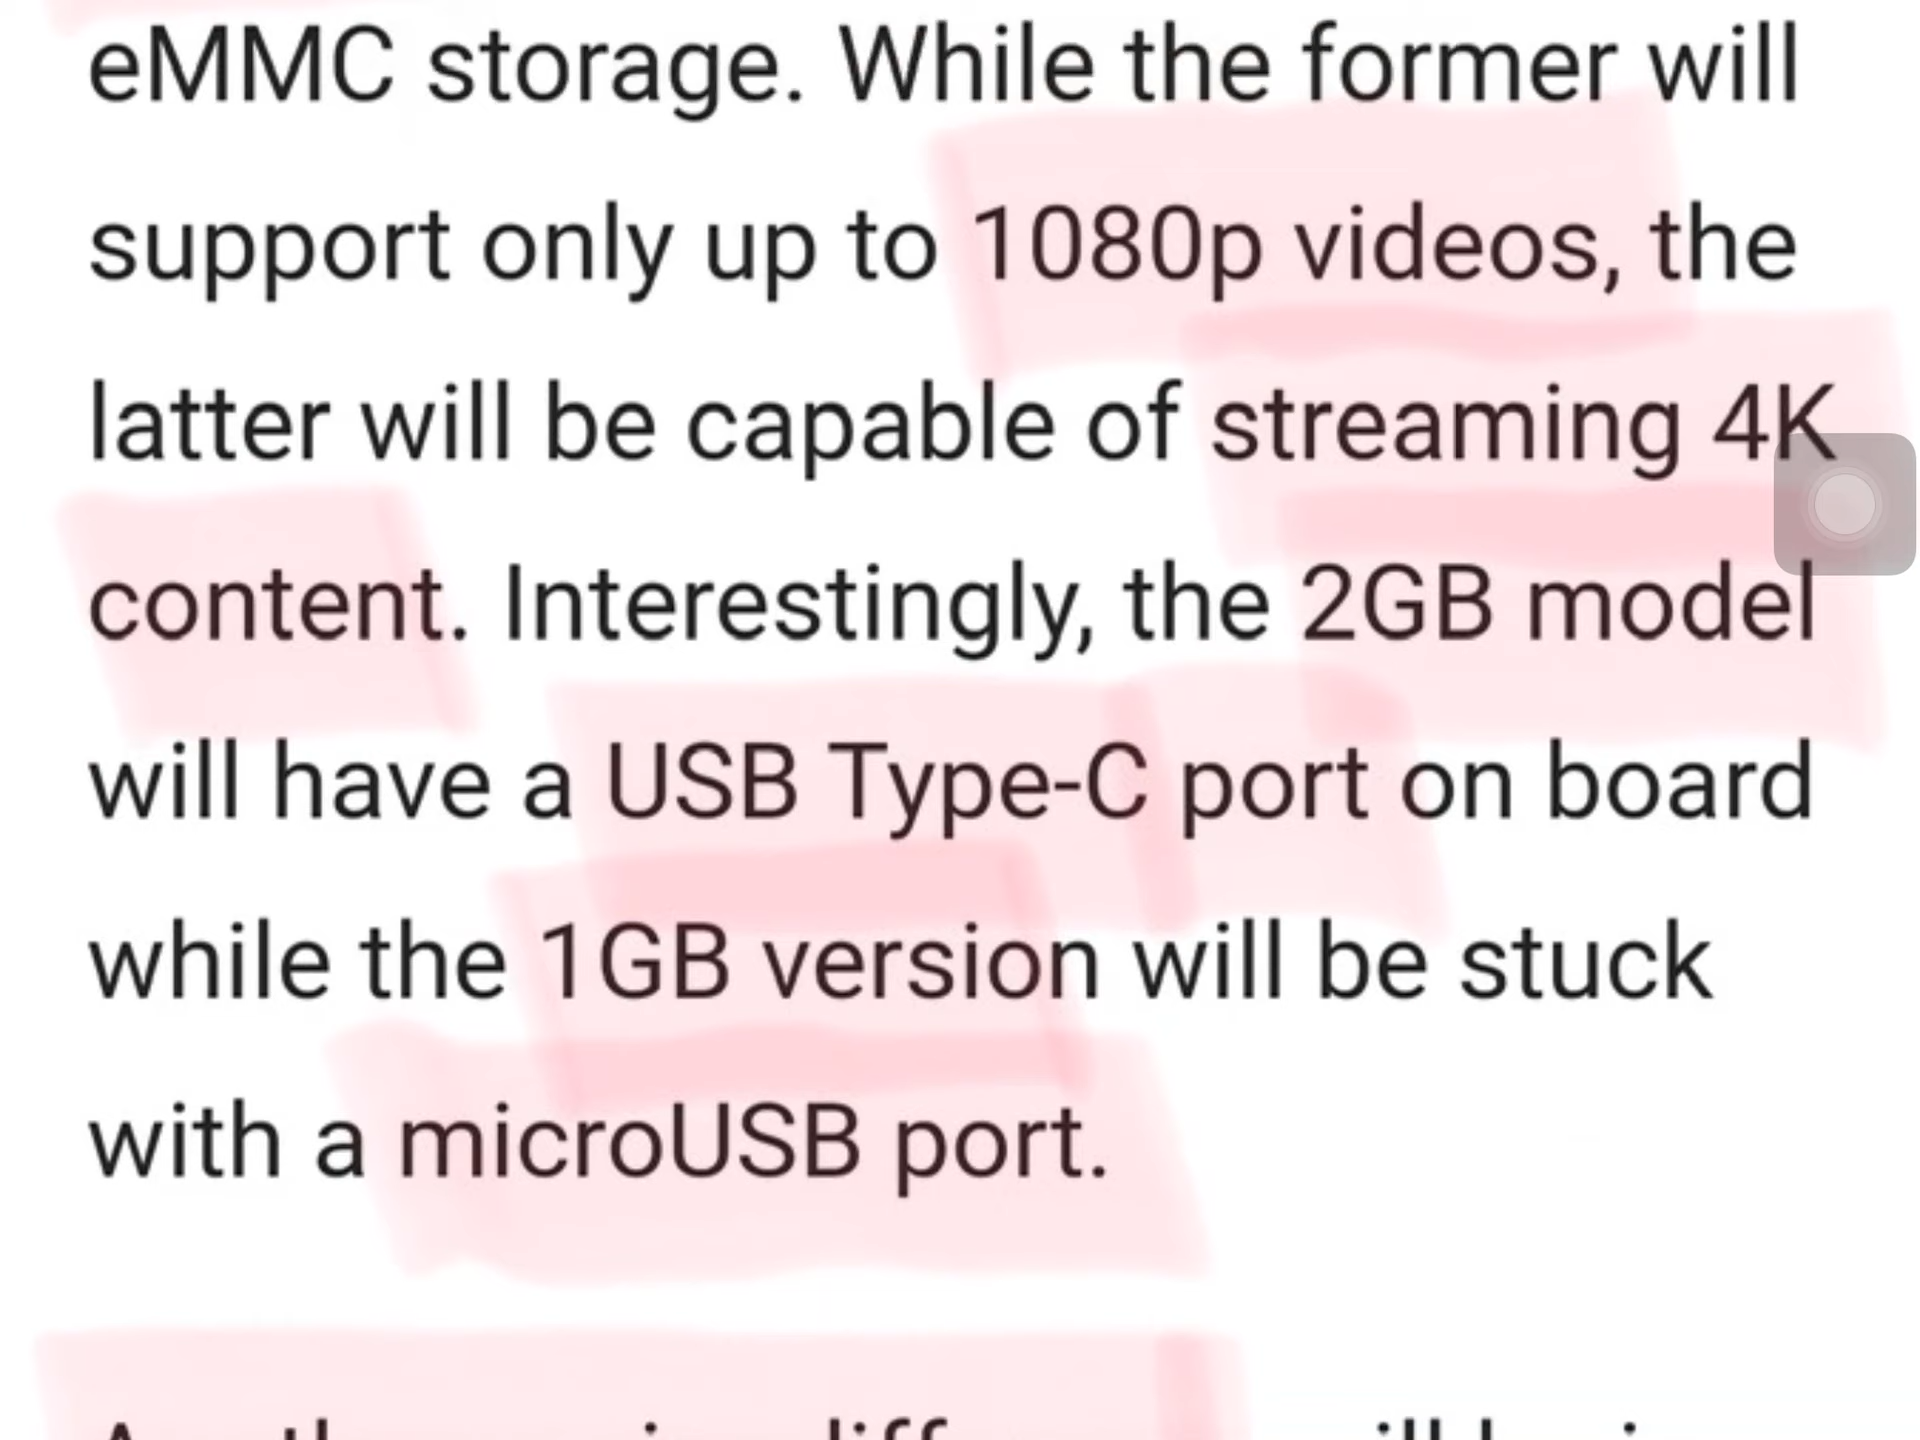 eMMC storage. While the former will
support only up to 1080p videos, the
latter will be capable of streaming 4K
content. Interestingly, the 2GB model
will have a USB Type-C port on board
while the 1GB version will be stuck
with a microUSB port.